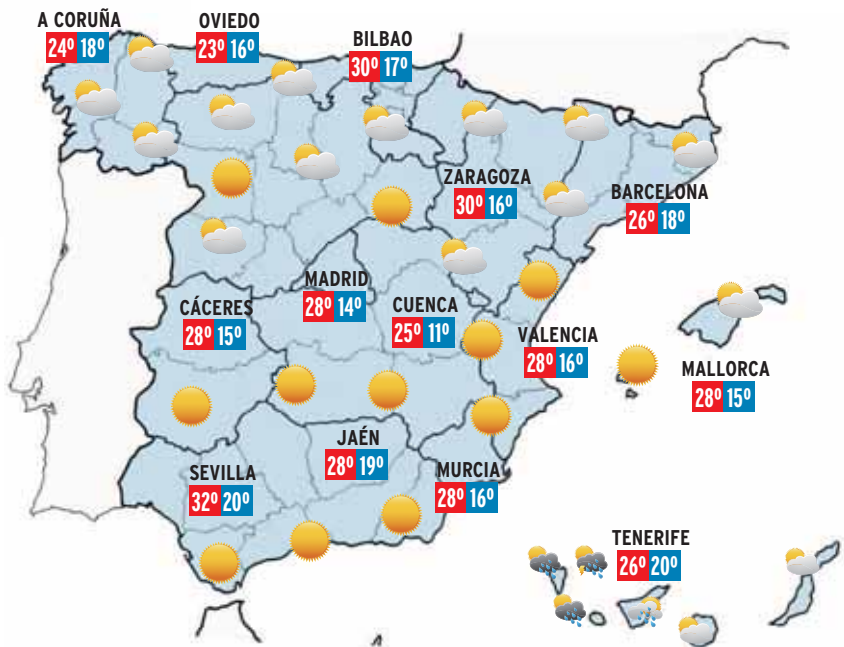 A CORUÑA
24º 18º
OVIEDO
23º 16º
BILBAO
30º 17º
ZARAGOZA
30º 16º
BARCELONA
26º 18º
MADRID
28º 14º
CÁCERES
28º 15º
CUENCA
25º 11º
VALENCIA
28º 16º
MALLORCA
28º 15º
JAÉN
28º 19º
SEVILLA
32º 20º
MURCIA
28º 16º
TENERIFE
26º 20º